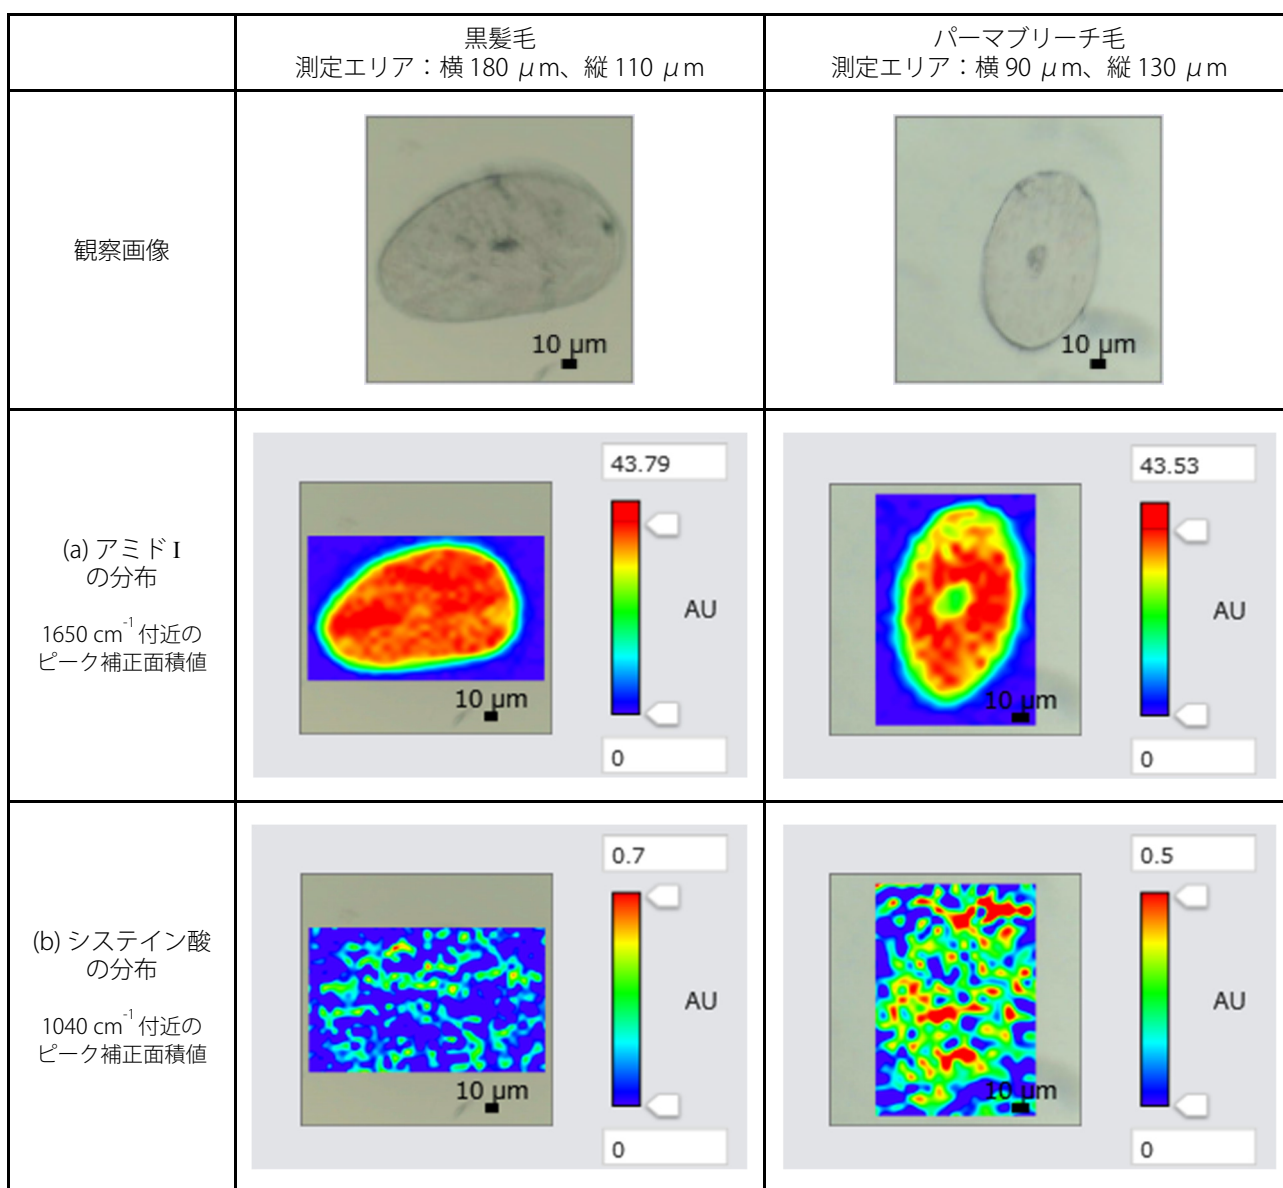 黒髪毛
測定エリア：横 180 μm、縦 110 μm
パーマブリーチ毛
測定エリア：横 90 μm、縦 130 μm
観察画像
10 μm
10 μm
(a) アミド I
の分布
1650 cm⁻¹ 付近の
ピーク補正面積値
43.79
AU
10 μm
0
43.53
AU
10 μm
0
(b) システイン酸
の分布
1040 cm⁻¹ 付近の
ピーク補正面積値
0.7
AU
10 μm
0
0.5
AU
10 μm
0